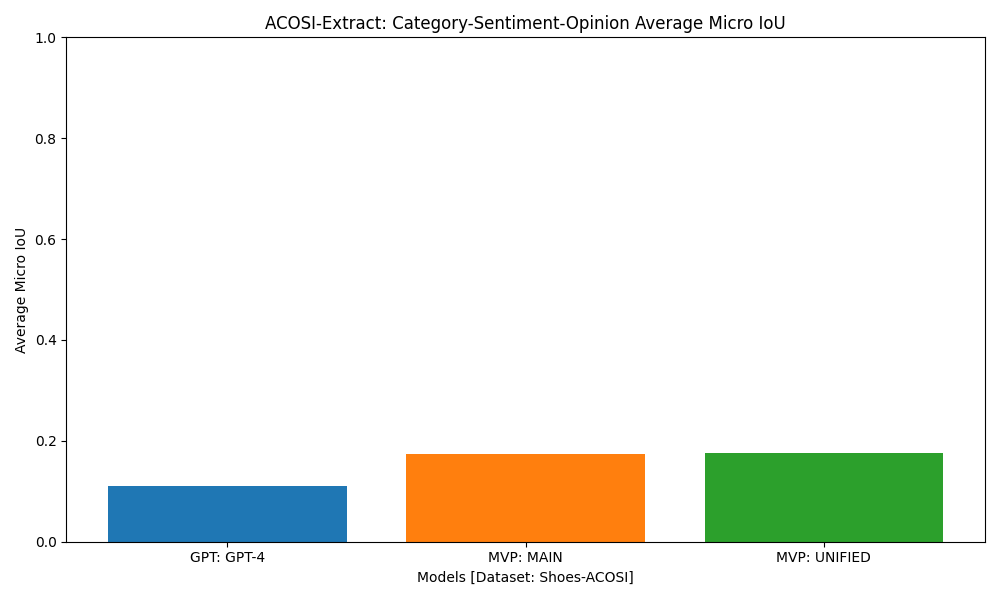 ACOSI-Extract: Category-Sentiment-Opinion Average Micro IoU
1.0
0.8
0.6
0.4
0.2
0.0
Average Micro IoU
GPT: GPT-4
MVP: MAIN
MVP: UNIFIED
Models [Dataset: Shoes-ACOSI]